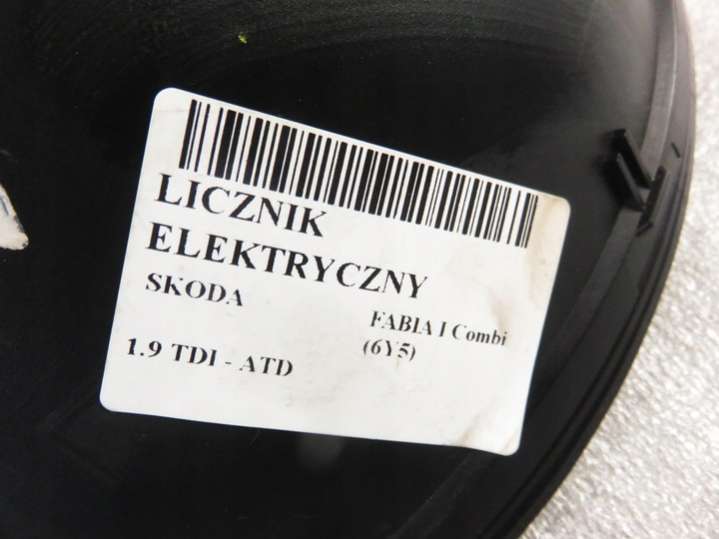 LICZNIK
ELEKTRYCZNY
SKODA
FABIA I Combi
(6Y5)
1.9 TDI - ATD